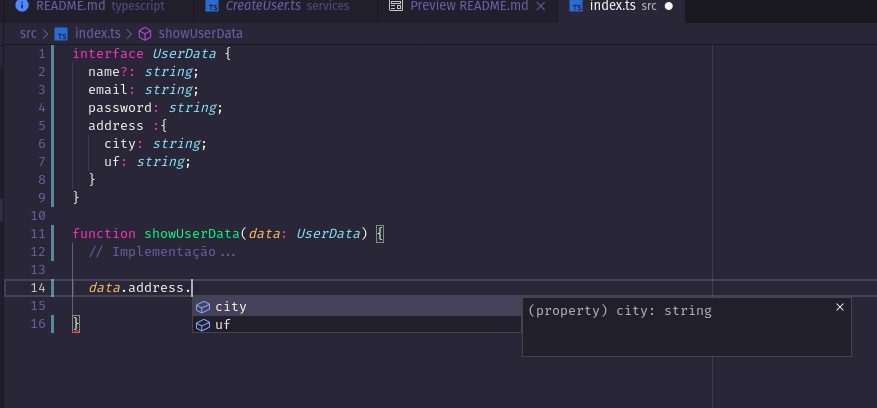 README.md typescript CreateUser.ts services Preview README.md index.ts src
src > index.ts > showUserData
1 interface UserData {
2 name?: string;
3 email: string;
4 password: string;
5 address :{
6 city: string;
7 uf: string;
8 }
9 }
10
11 function showUserData(data: UserData) {
12 // Implementação...
13
14 data.address.
city
(property) city: string
15
uf
16 }